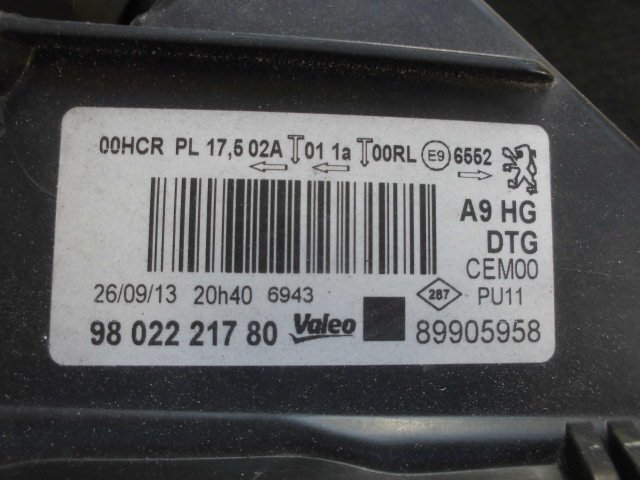 00HCR PL 17,5 02A 01 1a 00RL E9 6552
A9 HG
DTG
CEM00
26/09/13 20h40 6943 287 PU11
98 022 217 80 Valeo 89905958